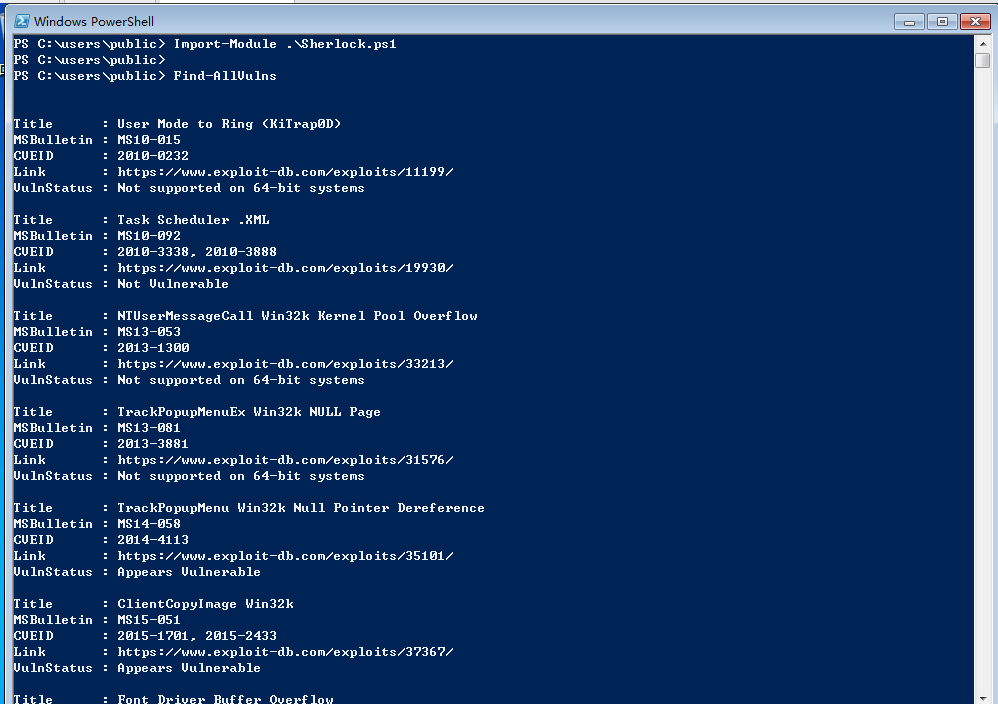 Windows PowerShell
PS C:\users\public> Import-Module .\Sherlock.ps1
PS C:\users\public>
PS C:\users\public> Find-AllVulns
Title : User Mode to Ring (KiTrap0D)
MSBulletin : MS10-015
CVEID : 2010-0232
Link : https://www.exploit-db.com/exploits/11199/
VulnStatus : Not supported on 64-bit systems
Title : Task Scheduler .XML
MSBulletin : MS10-092
CVEID : 2010-3338, 2010-3888
Link : https://www.exploit-db.com/exploits/19930/
VulnStatus : Not Vulnerable
Title : NTUserMessageCall Win32k Kernel Pool Overflow
MSBulletin : MS13-053
CVEID : 2013-1300
Link : https://www.exploit-db.com/exploits/33213/
VulnStatus : Not supported on 64-bit systems
Title : TrackPopupMenuEx Win32k NULL Page
MSBulletin : MS13-081
CVEID : 2013-3881
Link : https://www.exploit-db.com/exploits/31576/
VulnStatus : Not supported on 64-bit systems
Title : TrackPopupMenu Win32k Null Pointer Dereference
MSBulletin : MS14-058
CVEID : 2014-4113
Link : https://www.exploit-db.com/exploits/35101/
VulnStatus : Appears Vulnerable
Title : ClientCopyImage Win32k
MSBulletin : MS15-051
CVEID : 2015-1701, 2015-2433
Link : https://www.exploit-db.com/exploits/37367/
VulnStatus : Appears Vulnerable
Title : Font Driver Buffer Overflow